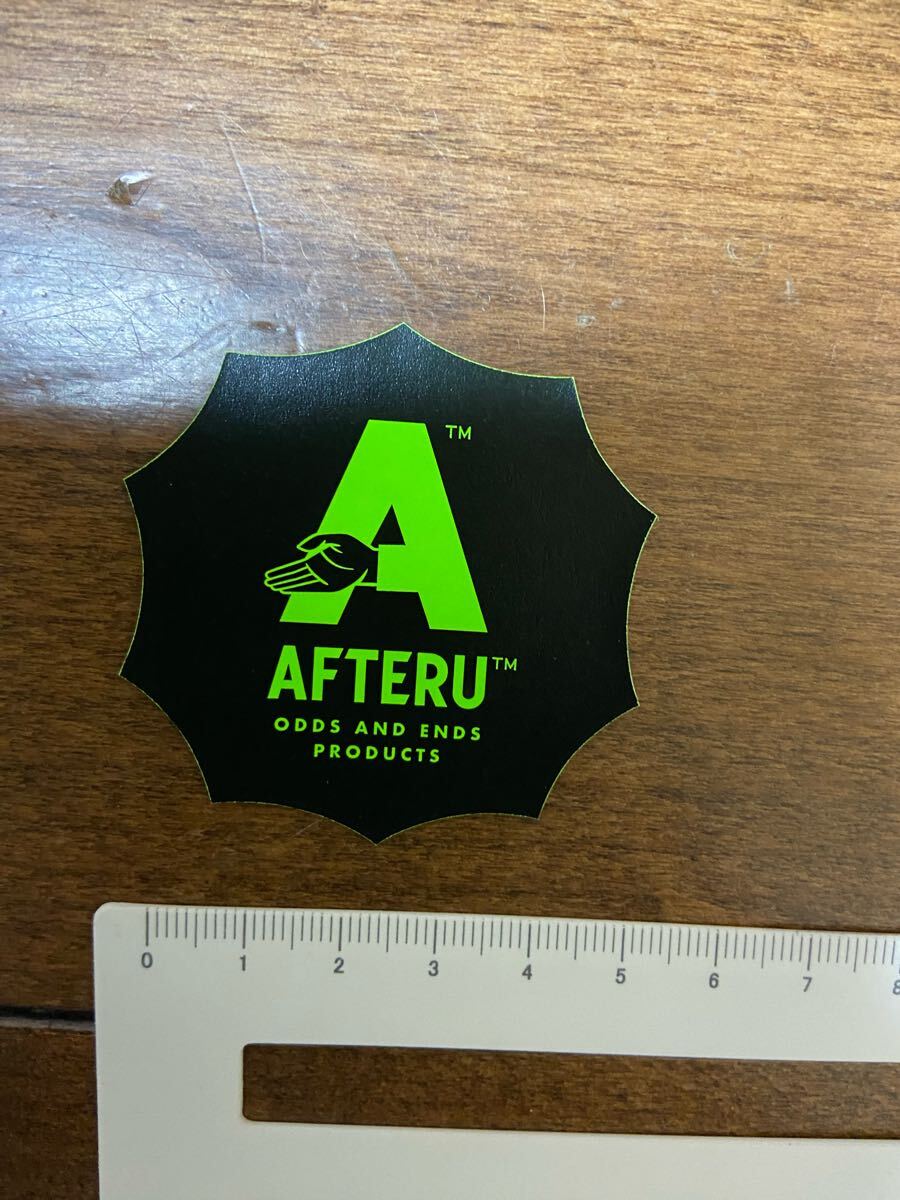 A™
AFTERU™
ODDS AND ENDS
PRODUCTS
0 1 2 3 4 5 6 7 8